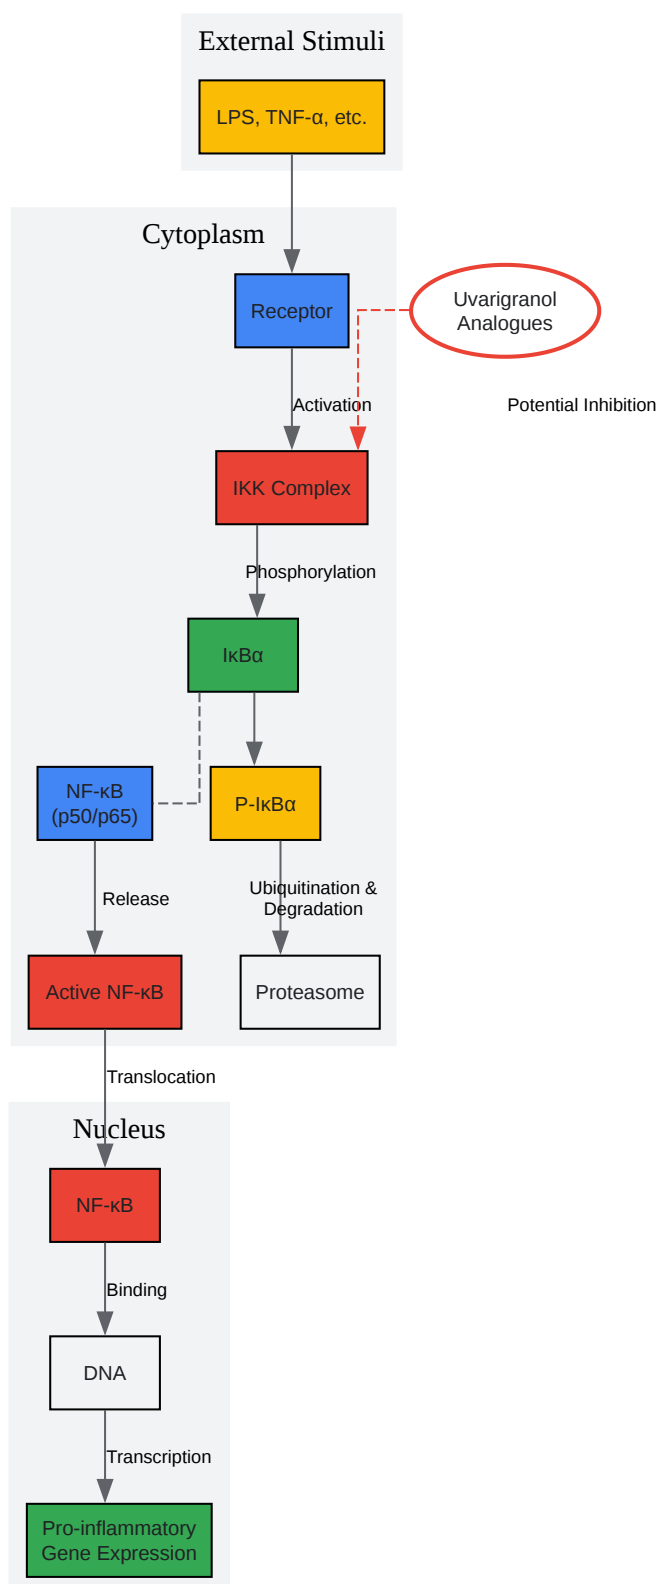 External Stimuli
LPS, TNF-α, etc.
Cytoplasm
Receptor
Uvarigranol
Analogues
Activation
Potential Inhibition
IKK Complex
Phosphorylation
IκBα
NF-κB
(p50/p65)
P-IκBα
Release
Ubiquitination &
Degradation
Active NF-κB
Proteasome
Translocation
Nucleus
NF-κB
Binding
DNA
Transcription
Pro-inflammatory
Gene Expression